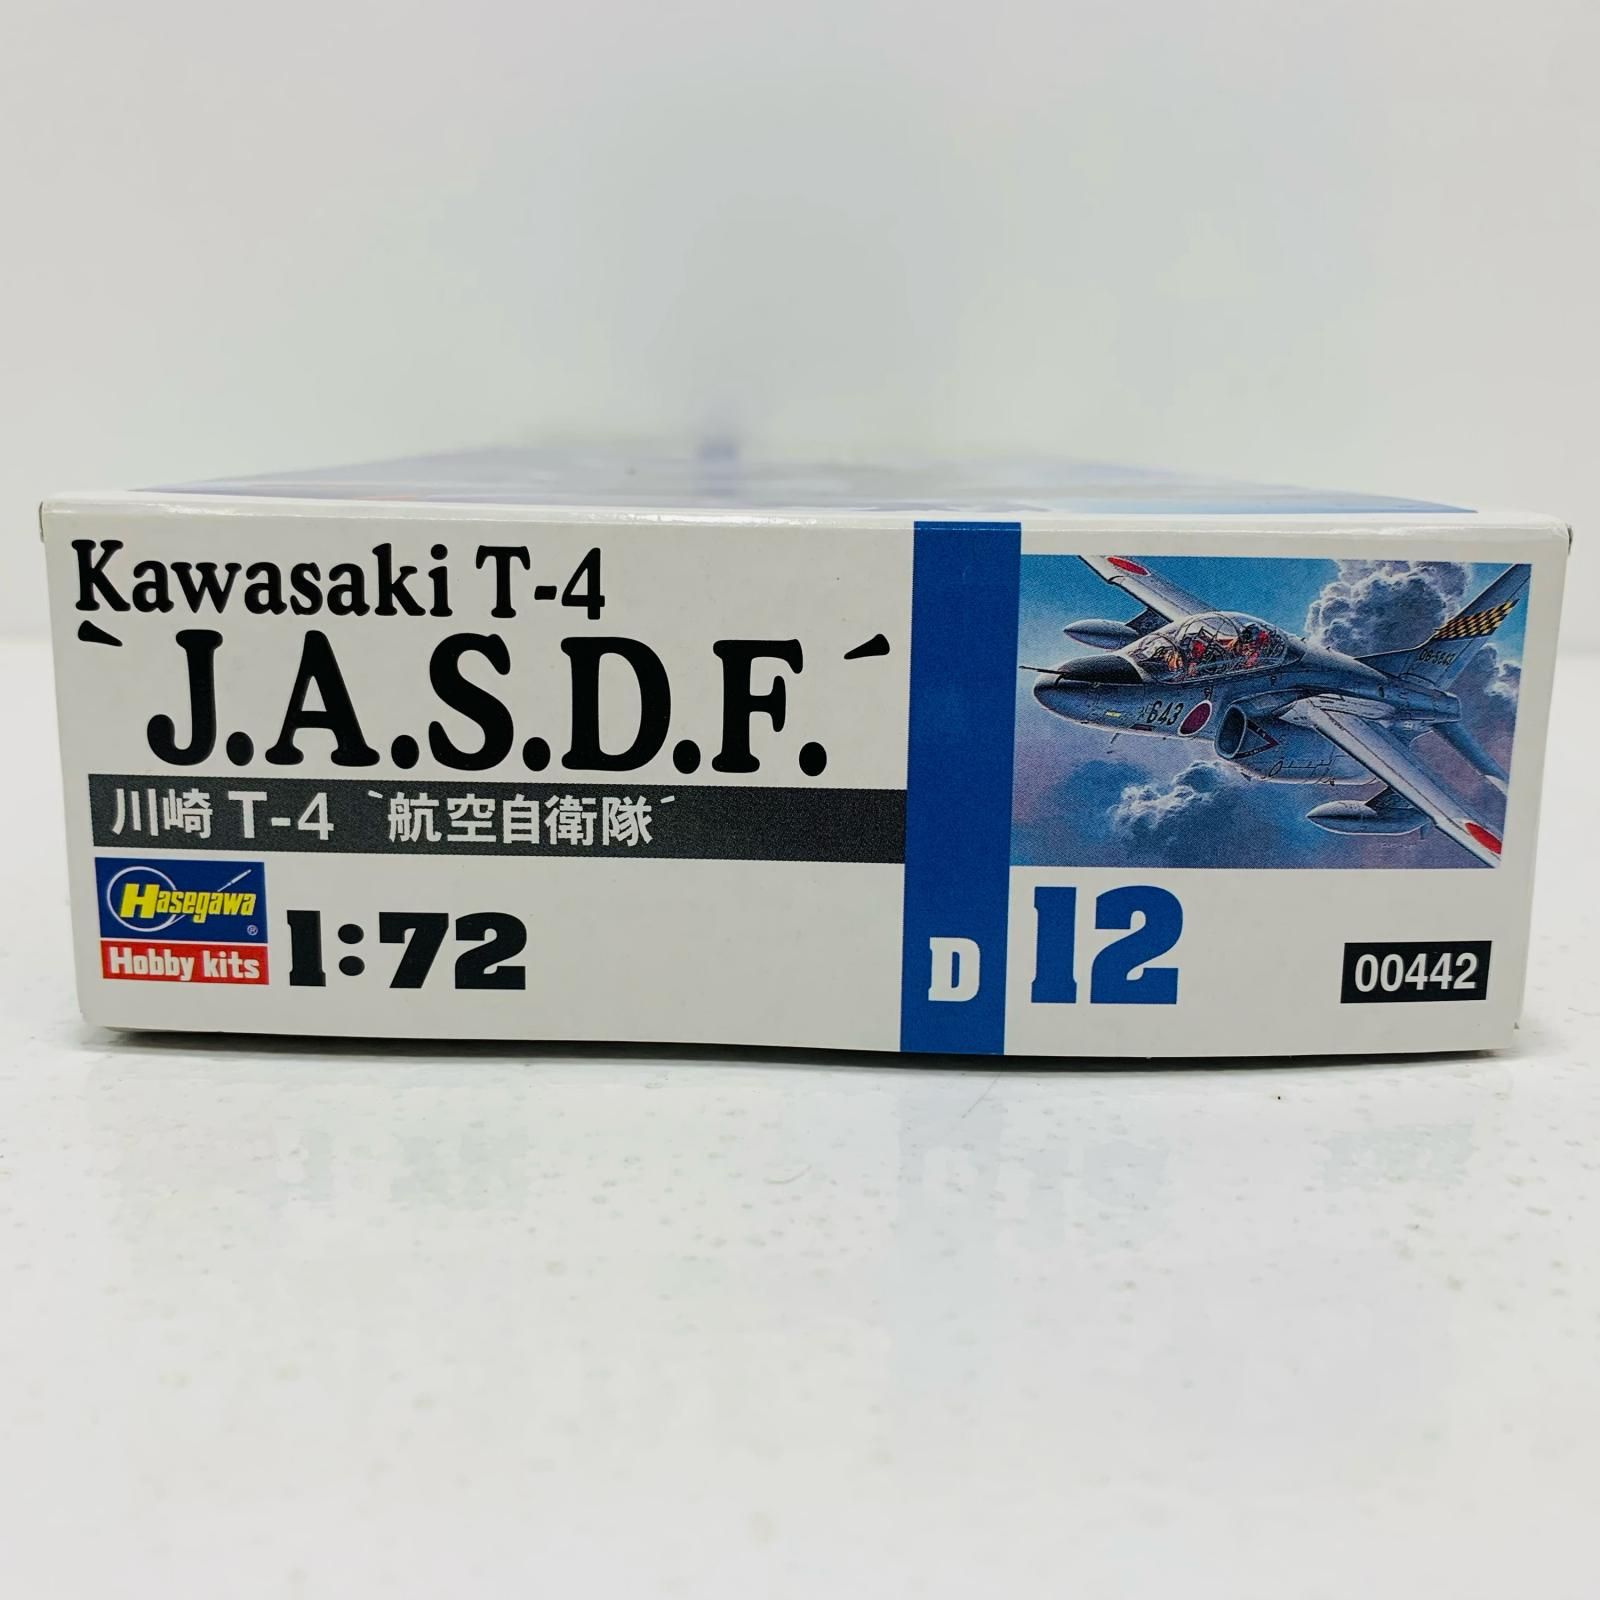 Kawasaki T-4
`J.A.S.D.F.´
川崎 T-4 `航空自衛隊´
Hasegawa®
Hobby kits
1:72
D 12
00442
643